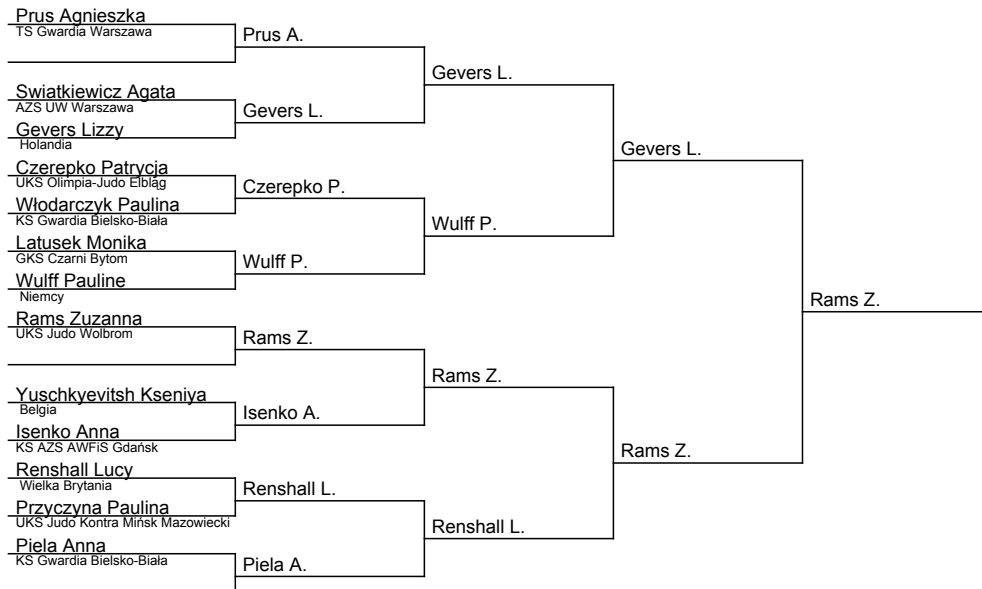 Prus Agnieszka
TS Gwardia Warszawa
Swiatkiewicz Agata
AZS UW Warszawa
Gevers Lizzy
Holandia
Czerepko Patrycja
UKS Olimpia-Judo Elbląg
Włodarczyk Paulina
KS Gwardia Bielsko-Biała
Latusek Monika
GKS Czarni Bytom
Wulff Pauline
Niemcy
Rams Zuzanna
UKS Judo Wolbrom
Yuschkyevitsh Kseniya
Belgia
Isenko Anna
KS AZS AWFiS Gdańsk
Renshall Lucy
Wielka Brytania
Przyczyna Paulina
UKS Judo Kontra Mińsk Mazowiecki
Piela Anna
KS Gwardia Bielsko-Biała
Prus A.
Gevers L.
Czerepko P.
Wulff P.
Rams Z.
Isenko A.
Renshall L.
Piela A.
Gevers L.
Wulff P.
Rams Z.
Renshall L.
Gevers L.
Rams Z.
Rams Z.